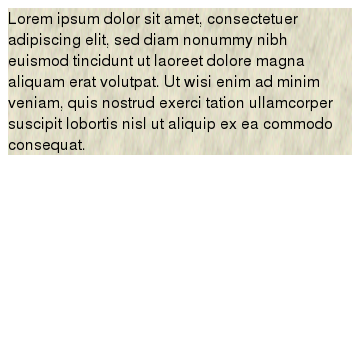 Lorem ipsum dolor sit amet, consectetuer
adipiscing elit, sed diam nonummy nibh
euismod tincidunt ut laoreet dolore magna
aliquam erat volutpat. Ut wisi enim ad minim
veniam, quis nostrud exerci tation ullamcorper
suscipit lobortis nisl ut aliquip ex ea commodo
consequat.